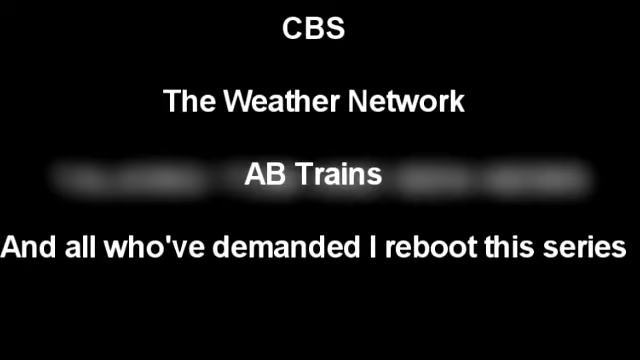 CBS
The Weather Network
AB Trains
And all who've demanded I reboot this series